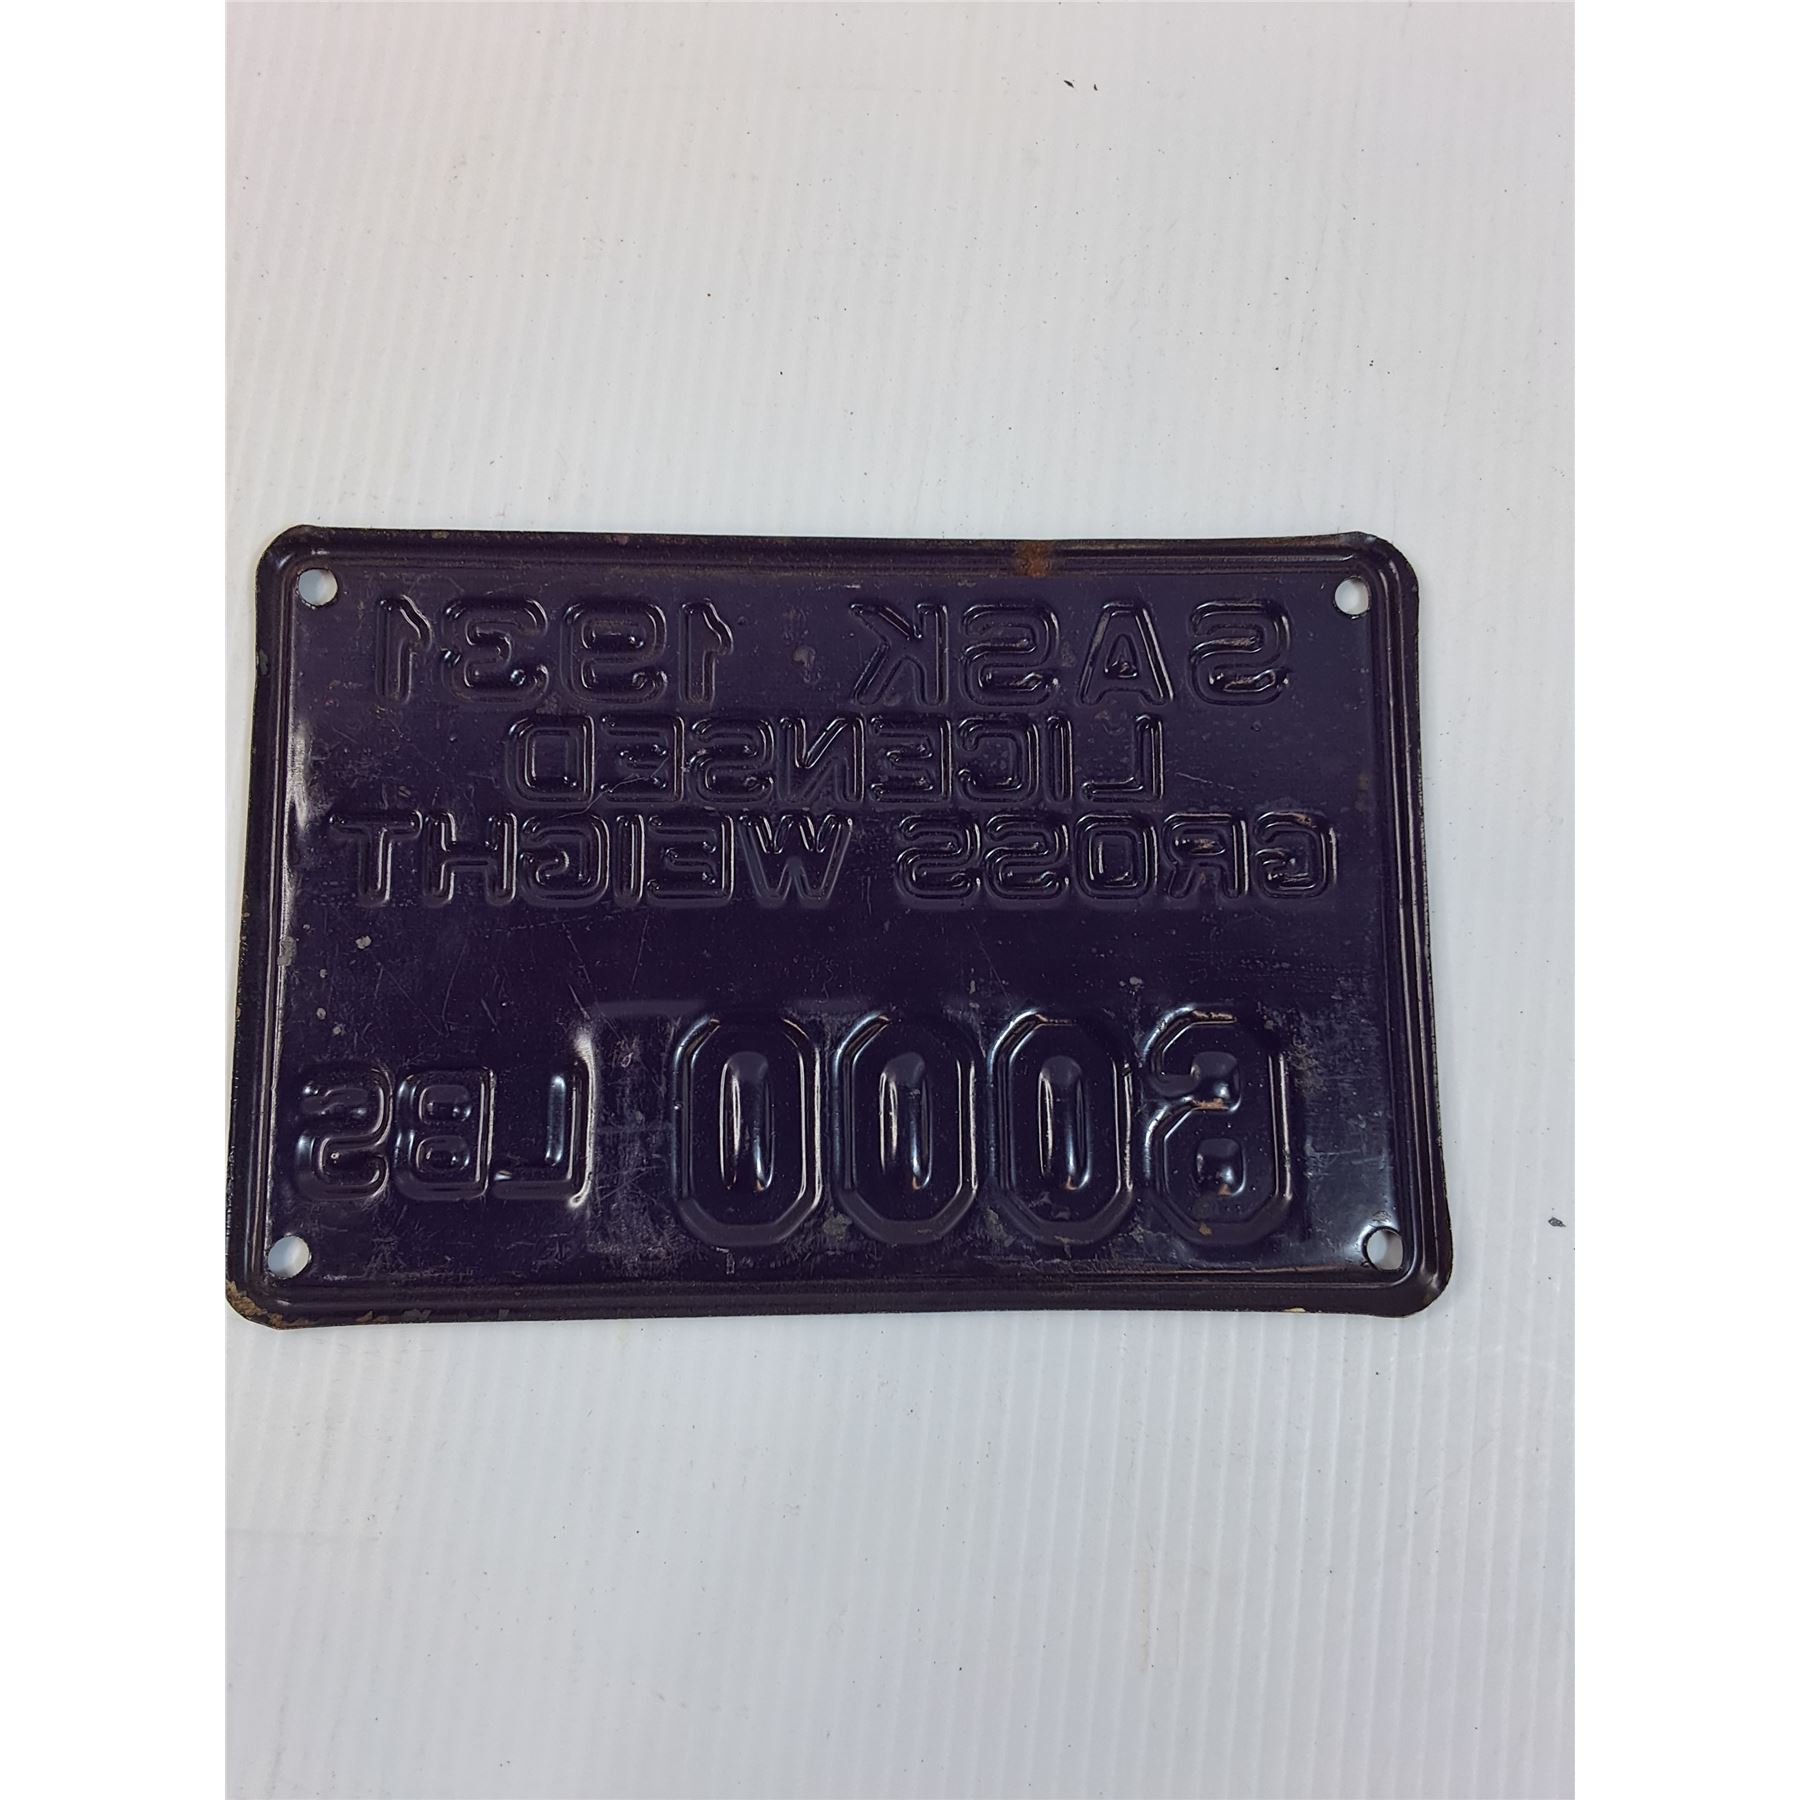 SASK 1931
LICENSED
GROSS WEIGHT
6000 LBS